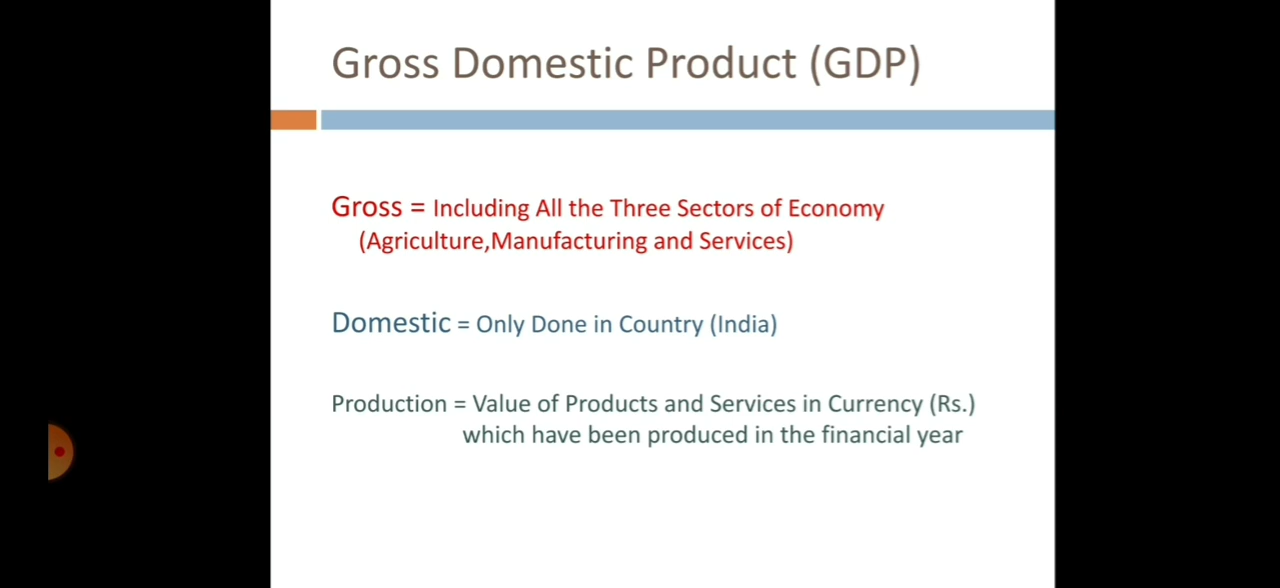 Gross Domestic Product (GDP)
Gross = Including All the Three Sectors of Economy
(Agriculture,Manufacturing and Services)
Domestic = Only Done in Country (India)
Production = Value of Products and Services in Currency (Rs.)
which have been produced in the financial year